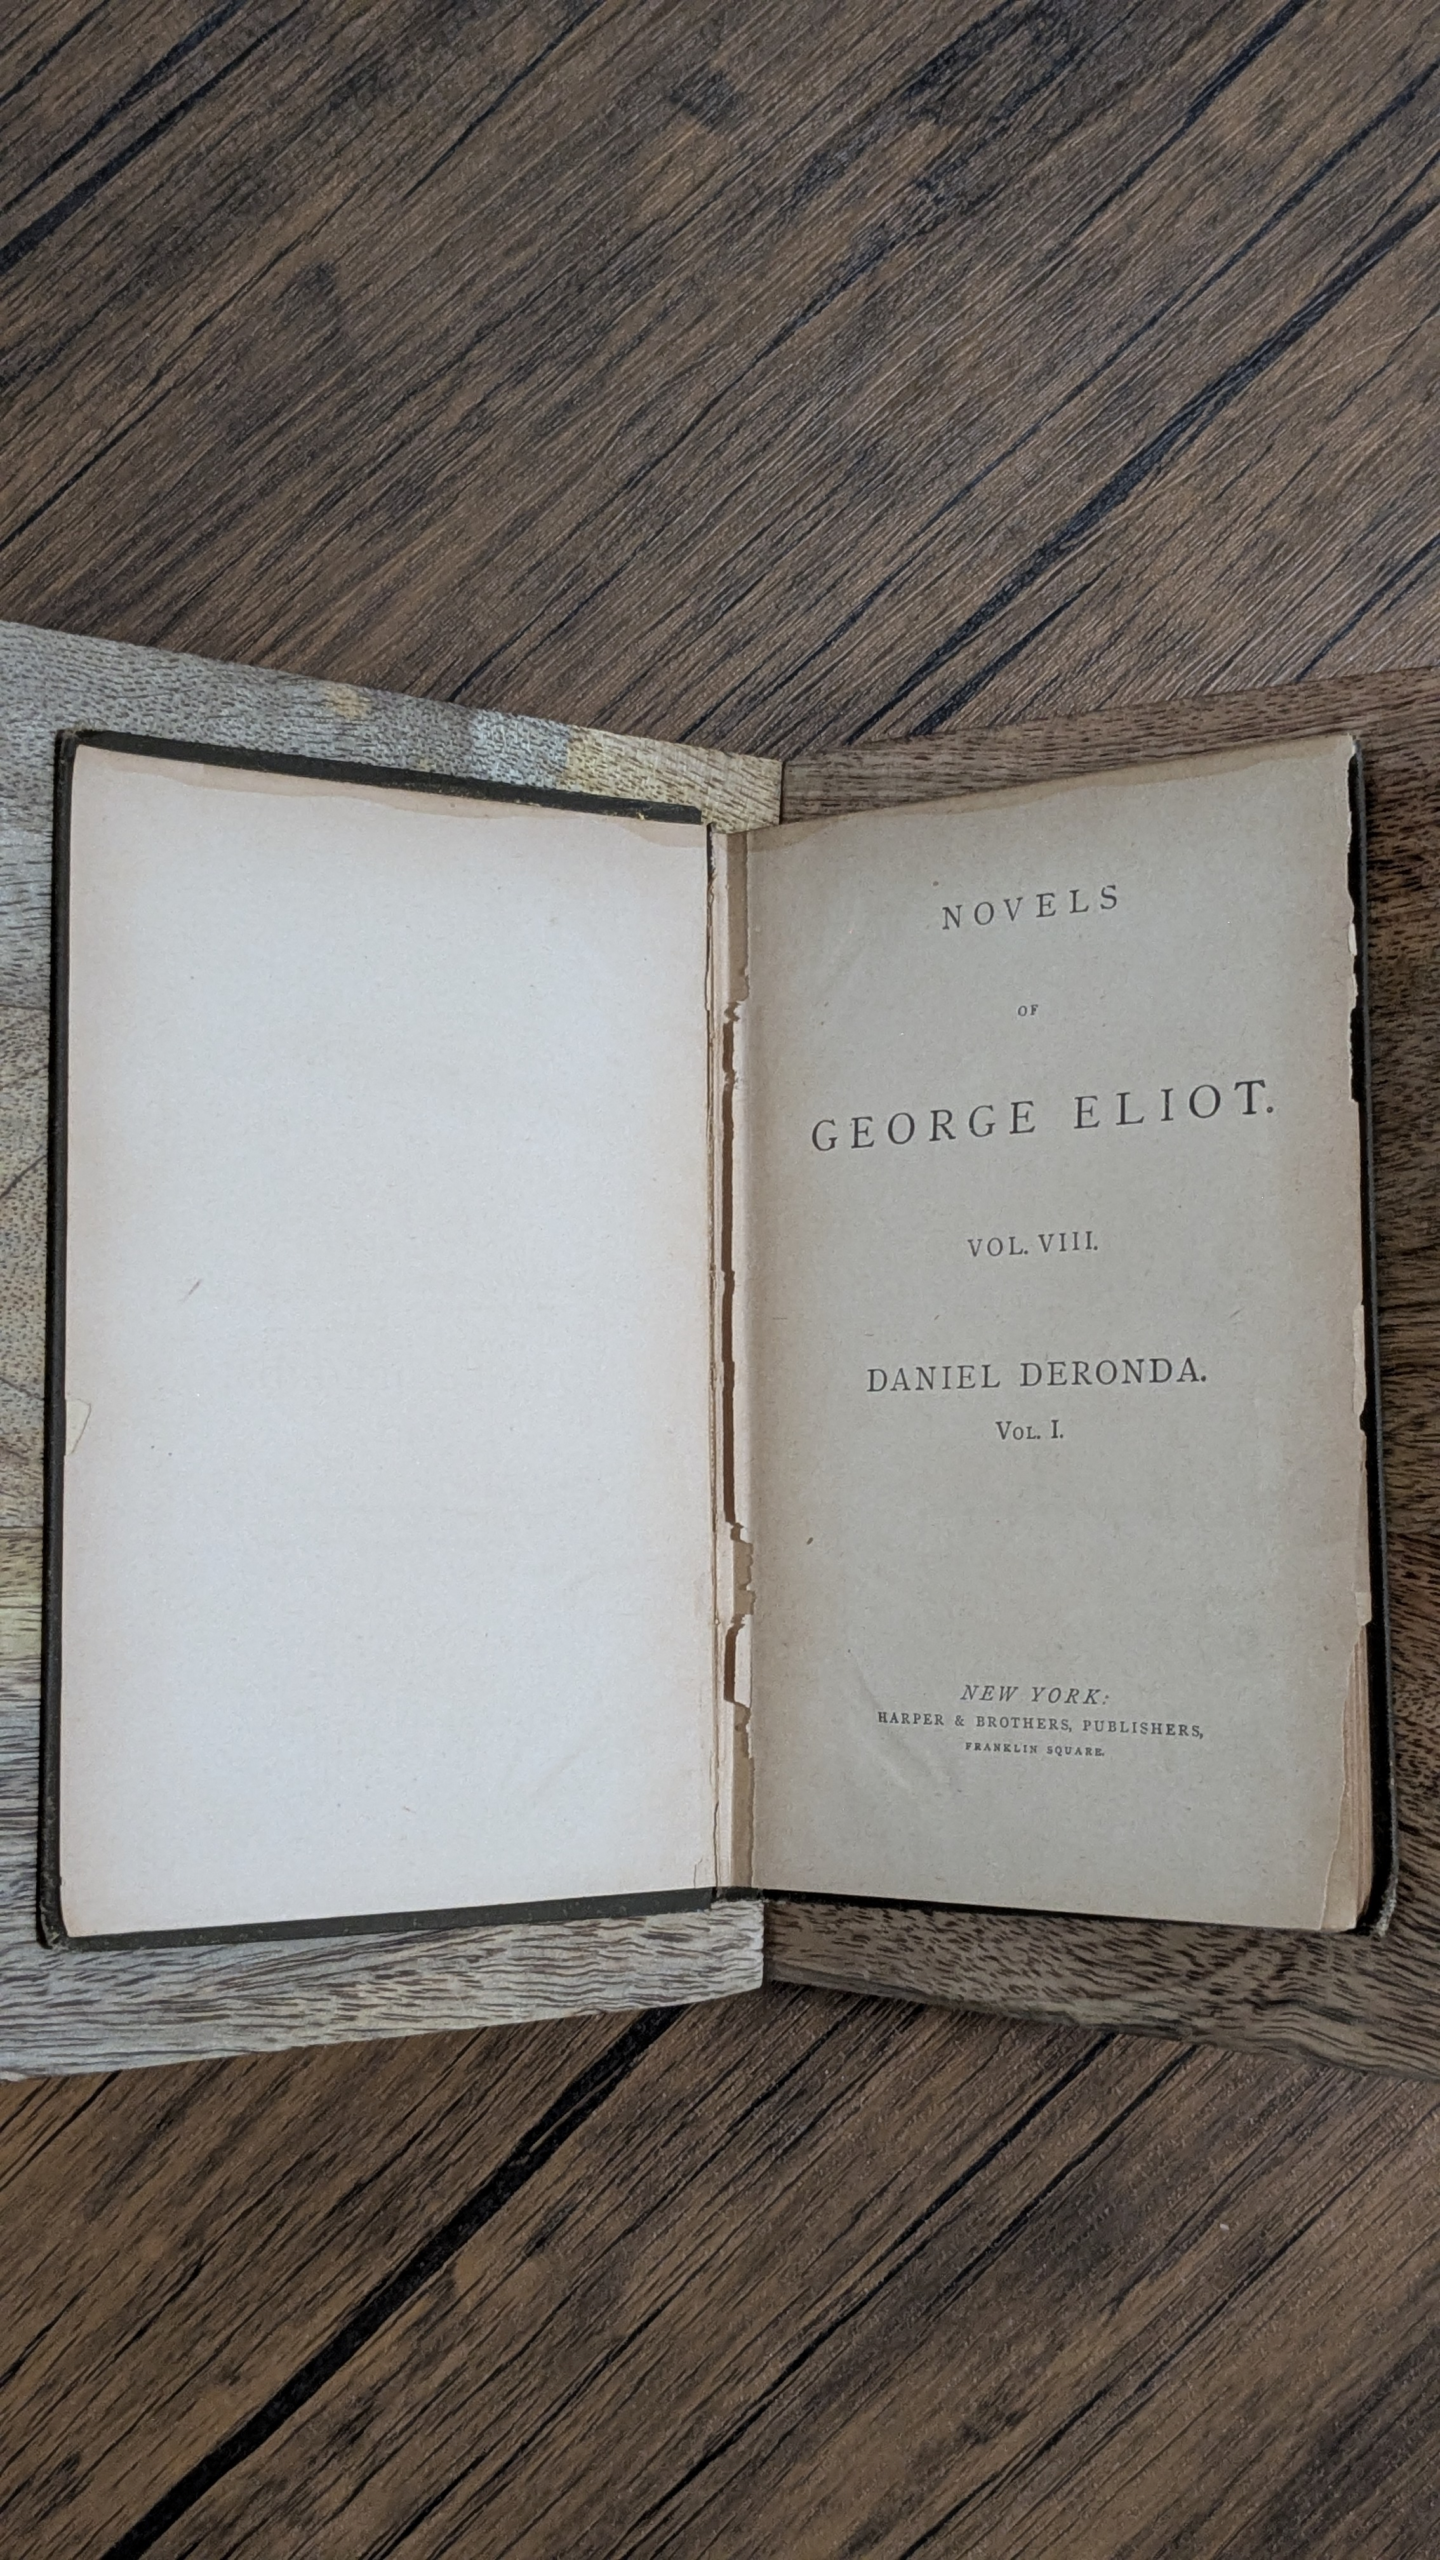 NOVELS
OF
GEORGE ELIOT.
VOL. VIII.
DANIEL DERONDA.
VOL. I.
NEW YORK:
HARPER & BROTHERS, PUBLISHERS,
FRANKLIN SQUARE.